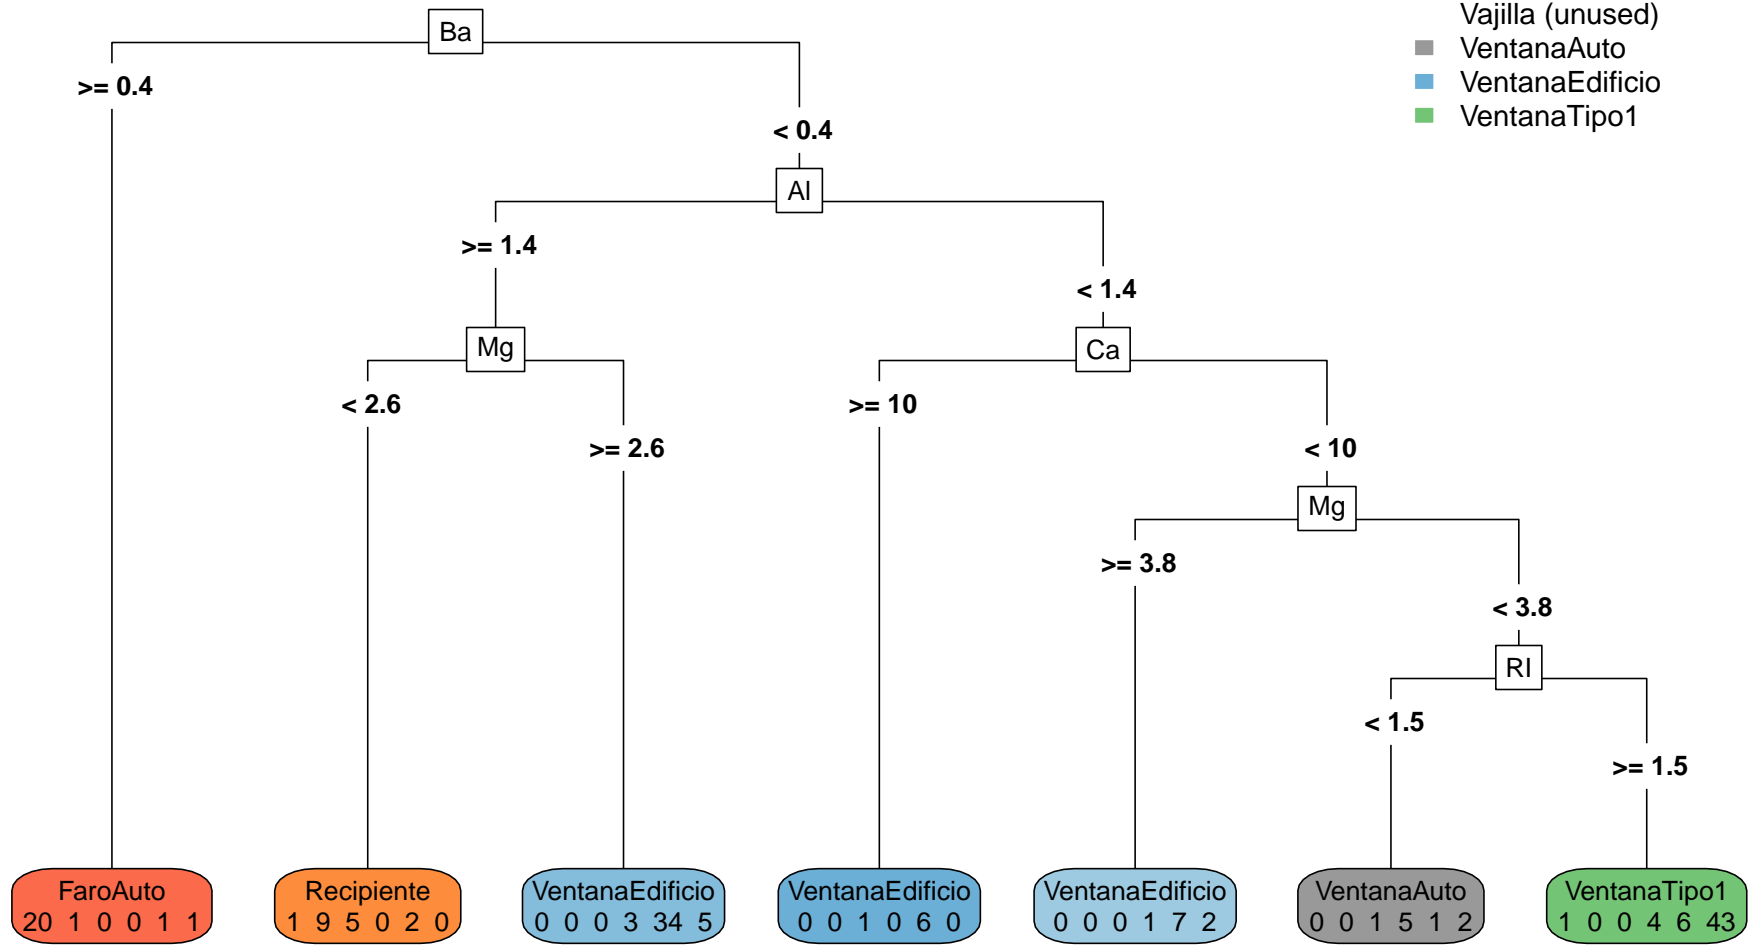 Vajilla (unused)
VentanaAuto
VentanaEdificio
VentanaTipo1
Ba
>= 0.4
< 0.4
Al
>= 1.4
< 1.4
Mg
Ca
< 2.6
>= 2.6
>= 10
< 10
Mg
>= 3.8
< 3.8
RI
< 1.5
>= 1.5
FaroAuto
20 1 0 0 1 1
Recipiente
1 9 5 0 2 0
VentanaEdificio
0 0 0 3 34 5
VentanaEdificio
0 0 1 0 6 0
VentanaEdificio
0 0 0 1 7 2
VentanaAuto
0 0 1 5 1 2
VentanaTipo1
1 0 0 4 6 43